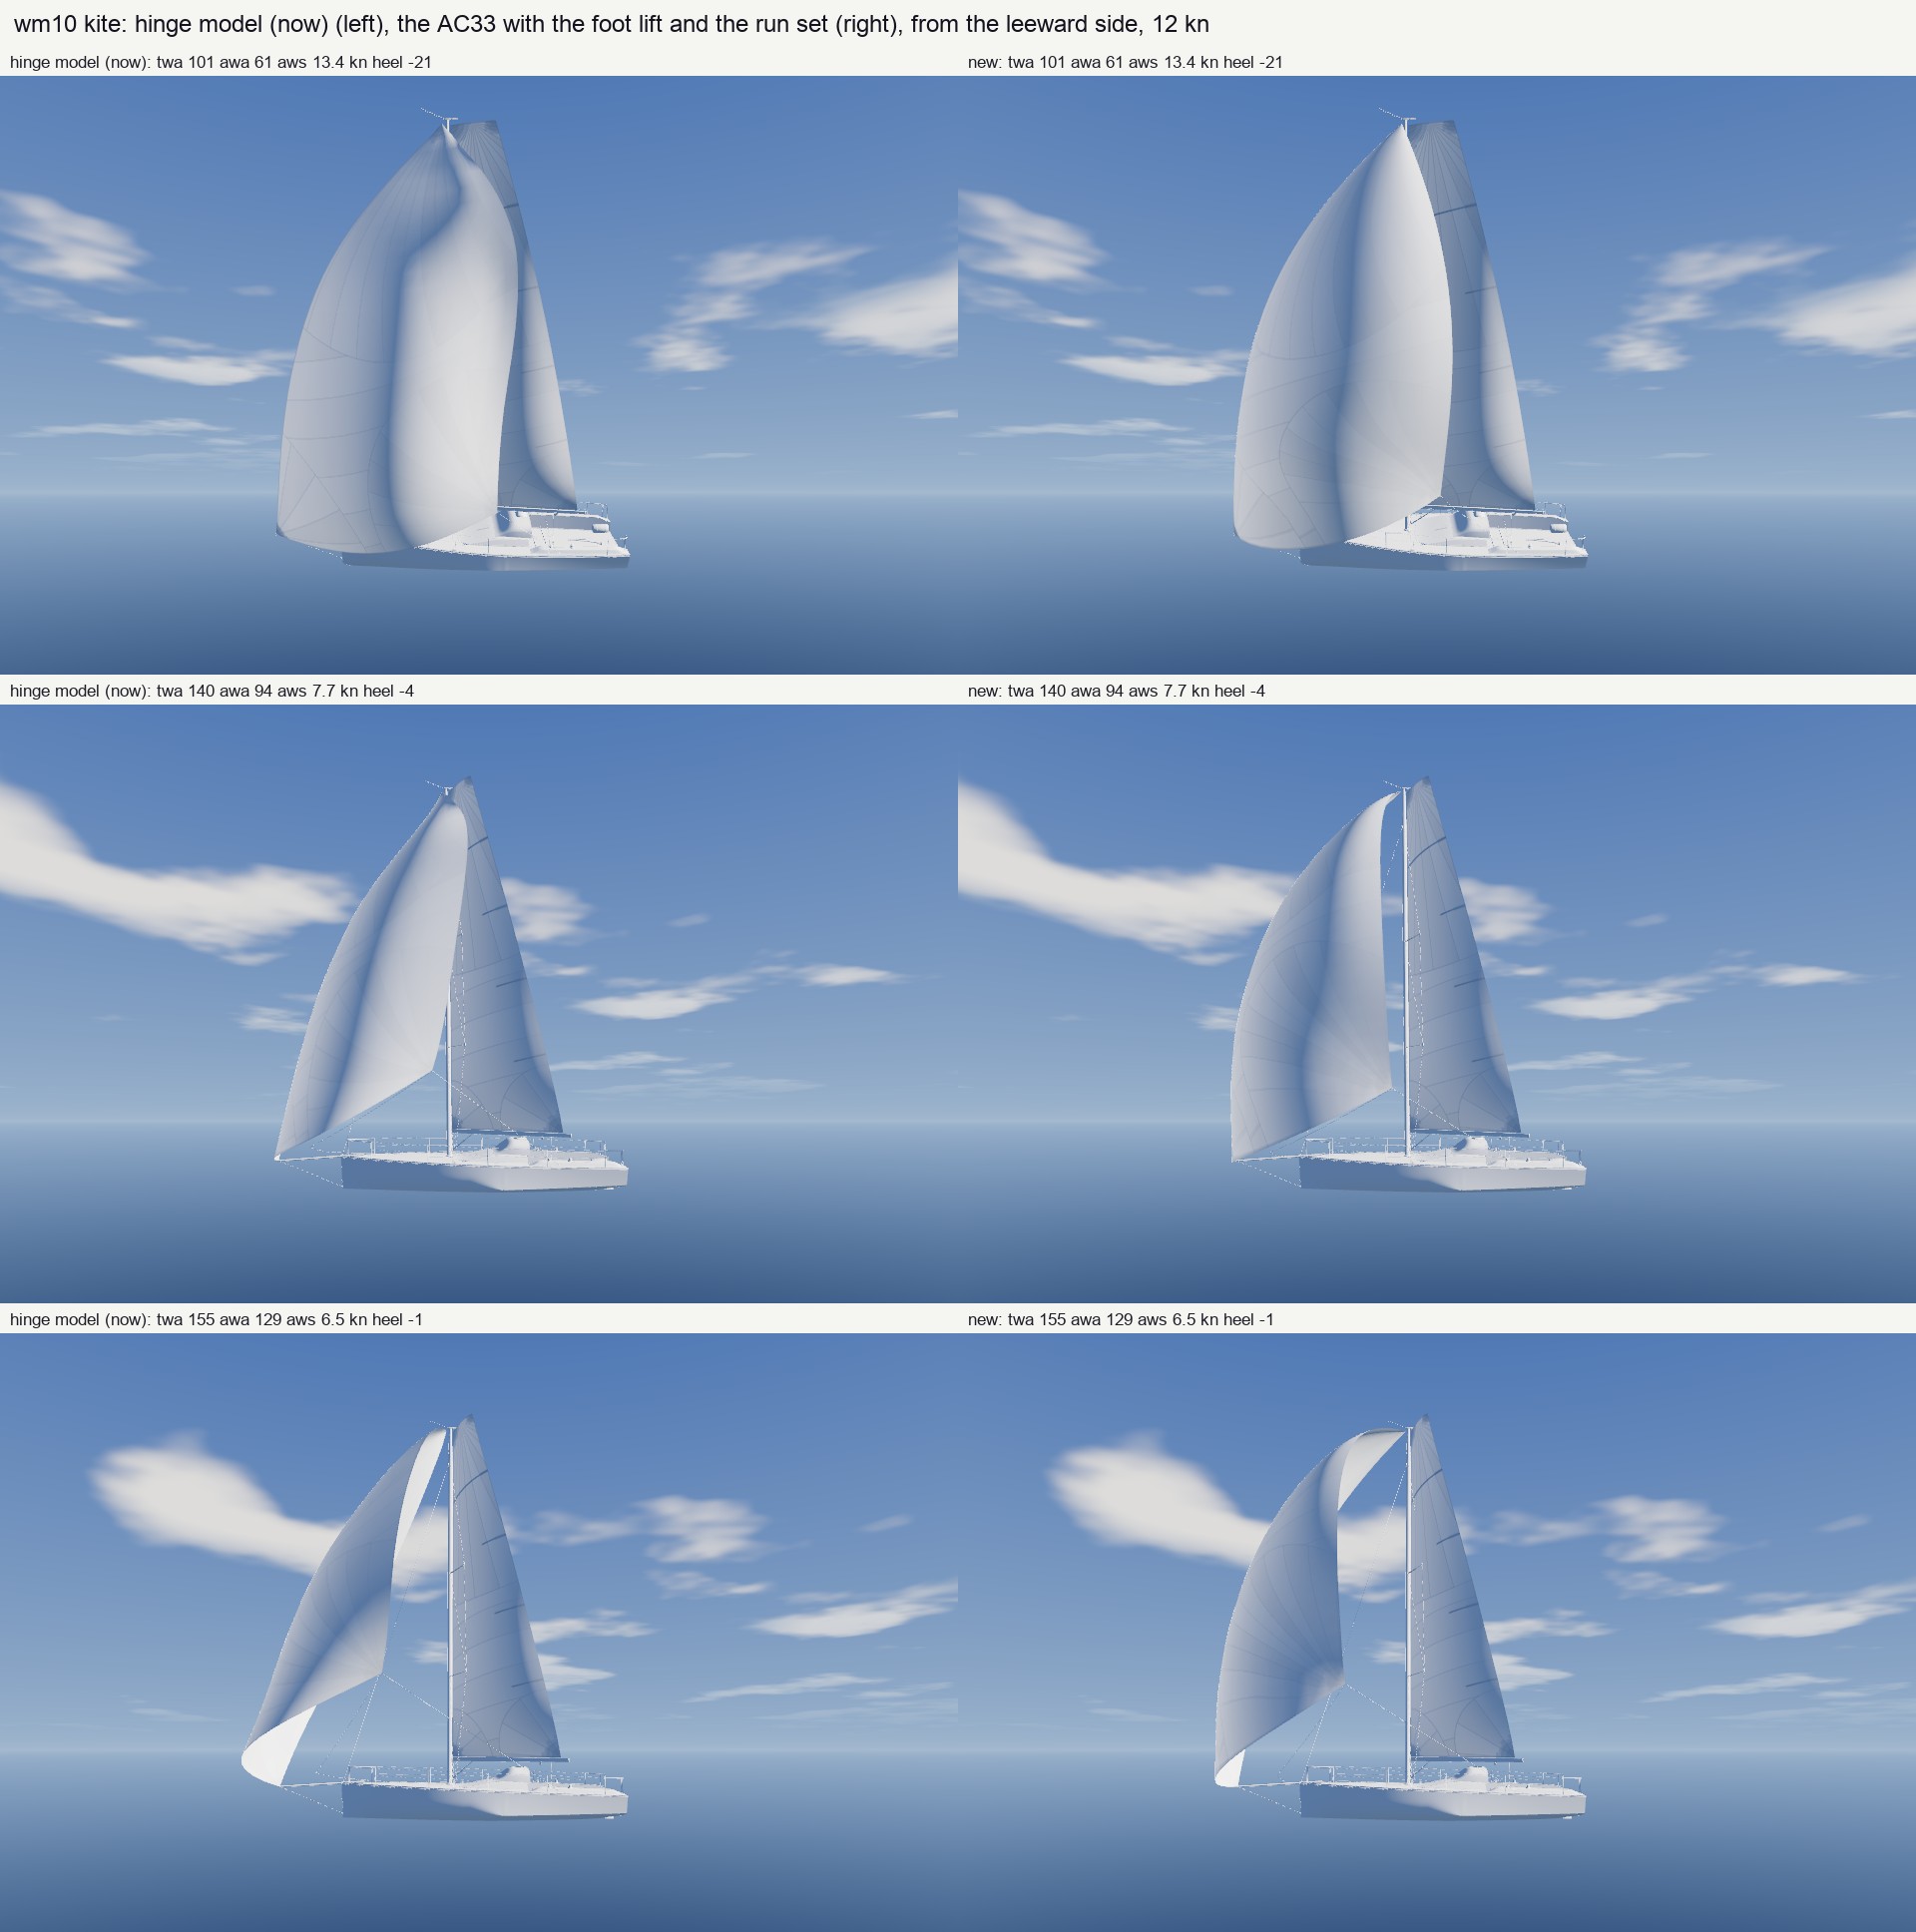 wm10 kite: hinge model (now) (left), the AC33 with the foot lift and the run set (right), from the leeward side, 12 kn
hinge model (now): twa 101 awa 61 aws 13.4 kn heel -21
new: twa 101 awa 61 aws 13.4 kn heel -21
hinge model (now): twa 140 awa 94 aws 7.7 kn heel -4
new: twa 140 awa 94 aws 7.7 kn heel -4
hinge model (now): twa 155 awa 129 aws 6.5 kn heel -1
new: twa 155 awa 129 aws 6.5 kn heel -1